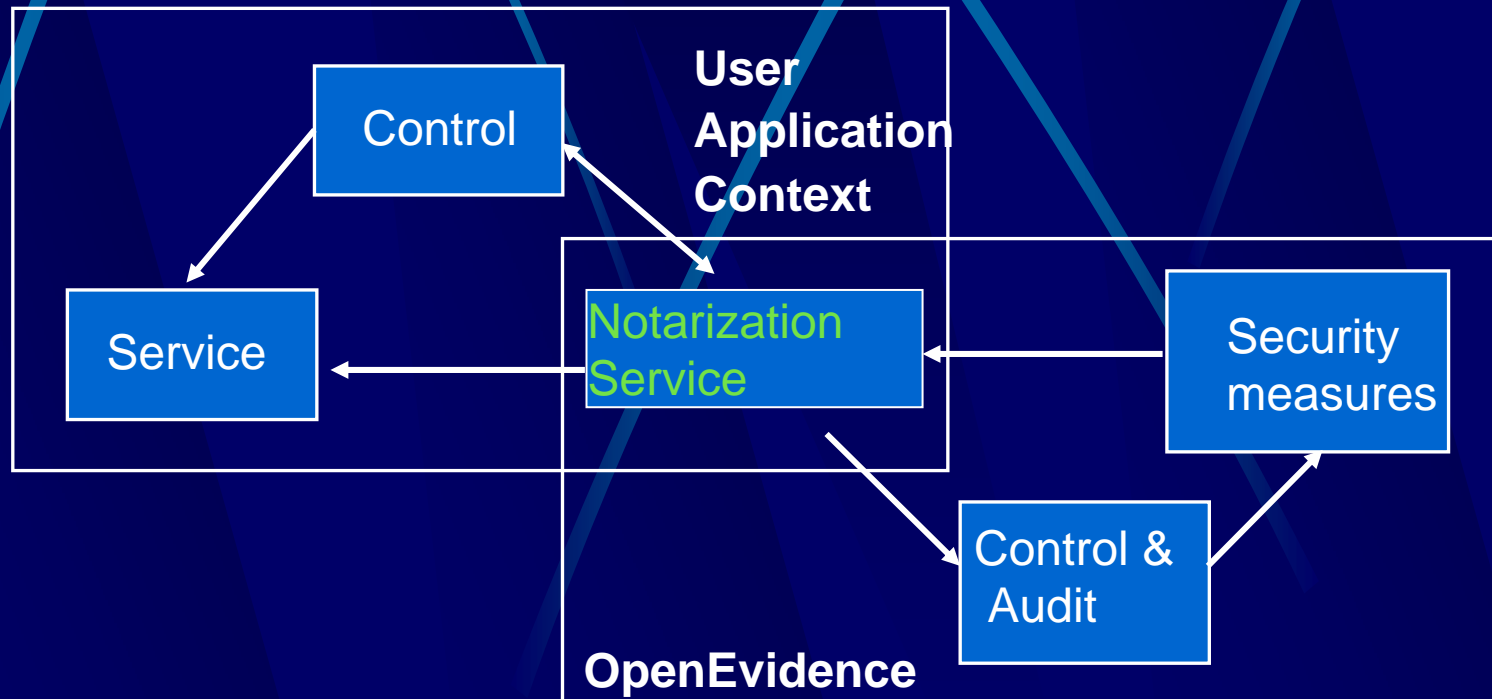 User
Application
Context
Control
Service
Notarization
Service
Security
measures
Control &
Audit
OpenEvidence